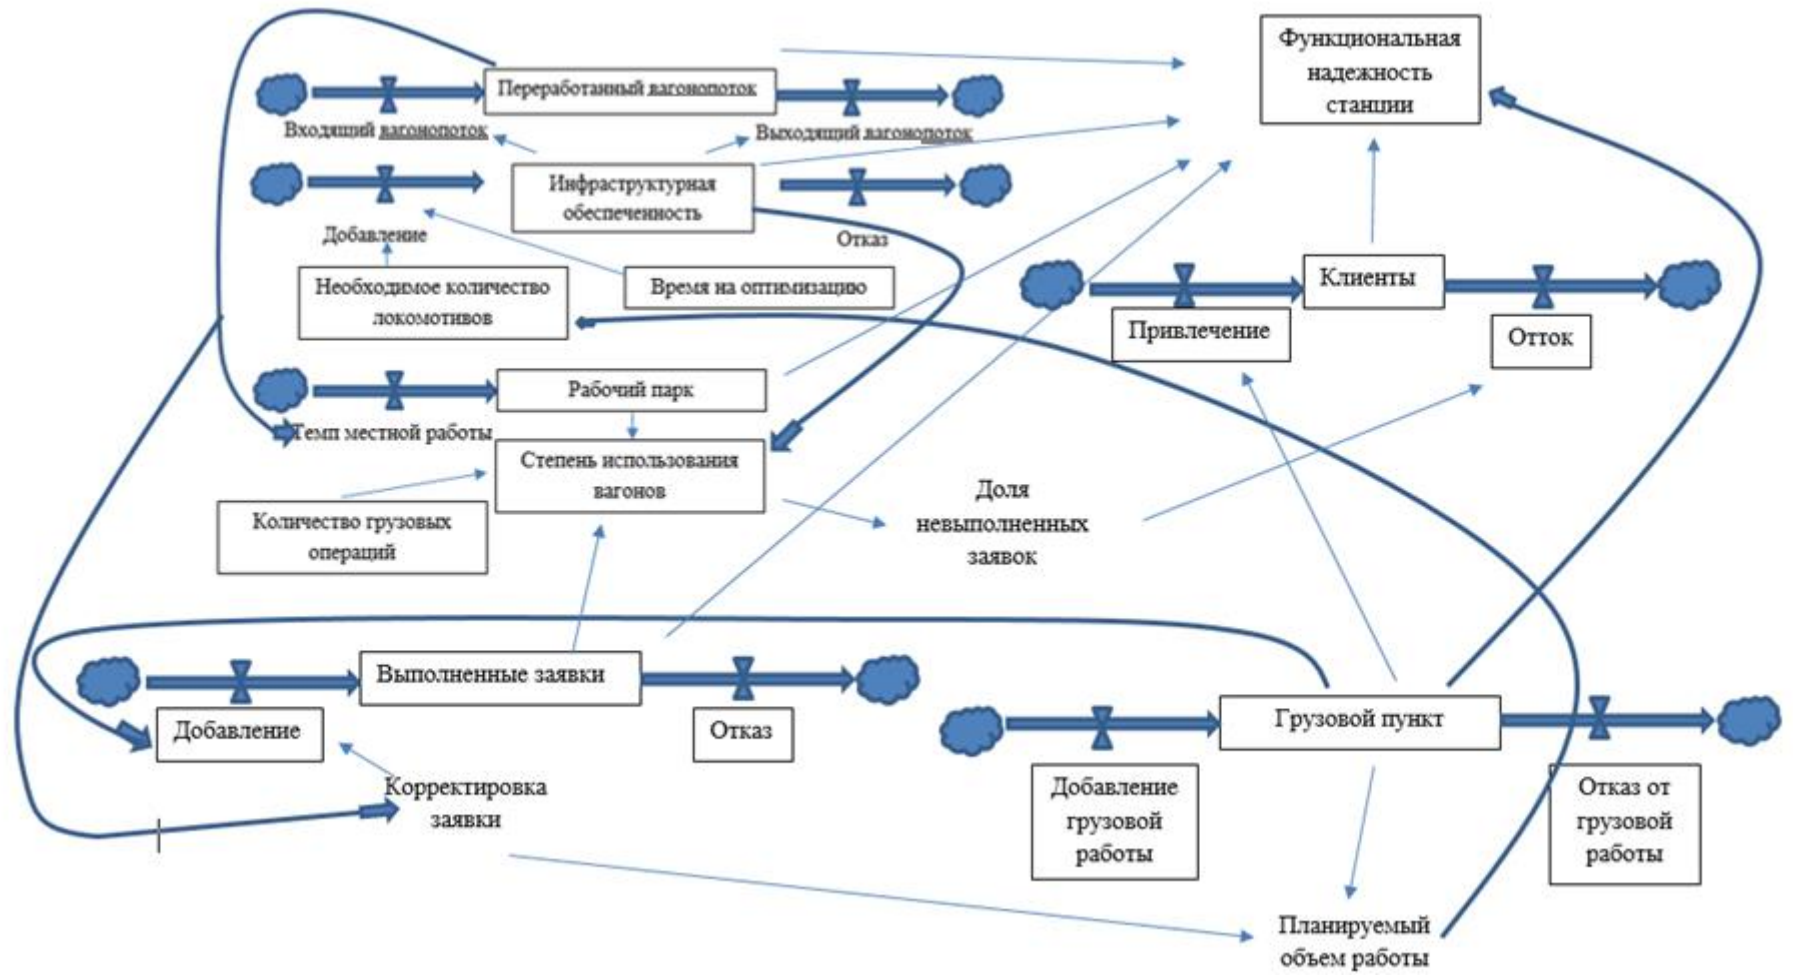 Функциональная
надежность
станции
Переработанный вагонопоток
Входящий вагонопоток
Выходящий вагонопоток
Инфраструктурная
обеспеченность
Добавление
Отказ
Необходимое количество
локомотивов
Время на оптимизацию
Клиенты
Привлечение
Отток
Рабочий парк
Темп местной работы
Степень использования
вагонов
Количество грузовых
операций
Доля
невыполненных
заявок
Выполненные заявки
Добавление
Отказ
Корректировка
заявки
Грузовой пункт
Добавление
грузовой
работы
Отказ от
грузовой
работы
Планируемый
объем работы